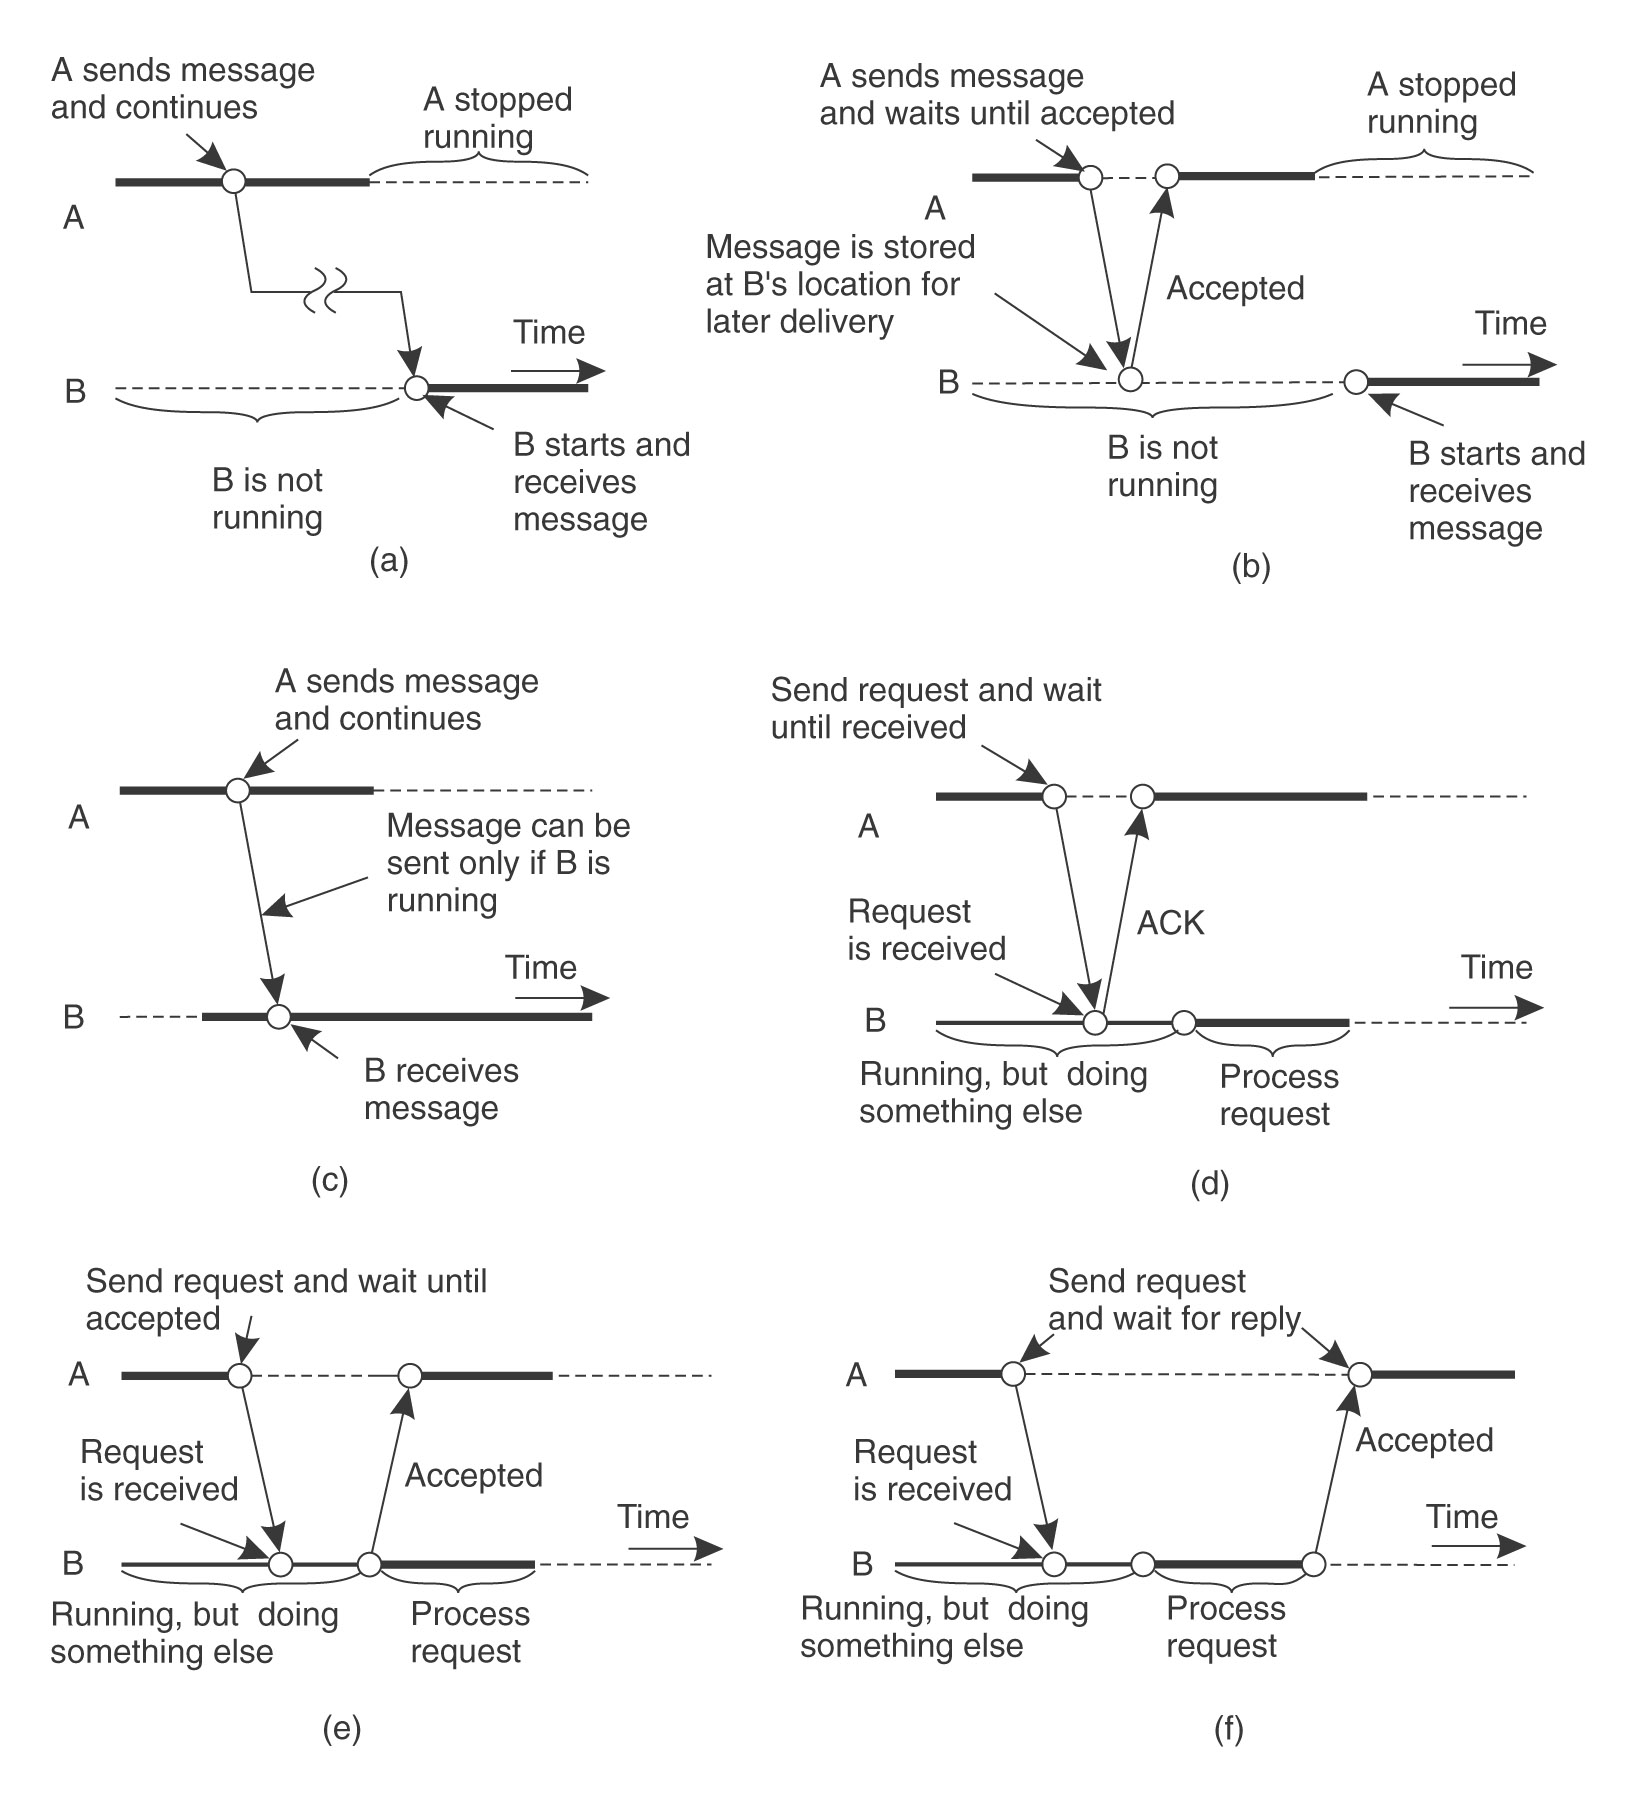 A sends message
and continues
A stopped
running
A
Time
B
B is not
running
B starts and
receives
message
(a)
A sends message
and waits until accepted
A stopped
running
A
Message is stored
at B's location for
later delivery
Accepted
Time
B
B is not
running
B starts and
receives
message
(b)
A sends message
and continues
A
Message can be
sent only if B is
running
Time
B
B receives
message
(c)
Send request and wait
until received
A
Request
is received
ACK
Time
B
Running, but doing
something else
Process
request
(d)
Send request and wait until
accepted
A
Request
is received
Accepted
Time
B
Running, but doing
something else
Process
request
(e)
Send request
and wait for reply
A
Request
is received
Accepted
Time
B
Running, but doing
something else
Process
request
(f)